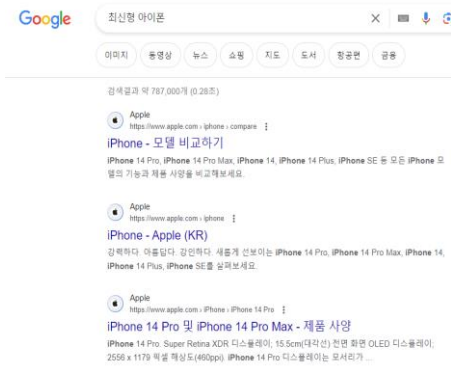 Google
최신형 아이폰
이미지
동영상
뉴스
쇼핑
지도
도서
항공편
금융
검색결과 약 787,000개 (0.28초)
Apple
https://www.apple.com › iphone › compare
iPhone - 모델 비교하기
iPhone 14 Pro, iPhone 14 Pro Max, iPhone 14, iPhone 14 Plus, iPhone SE 등 모든 iPhone 모
델의 기능과 제품 사양을 비교해보세요.
Apple
https://www.apple.com › iphone
iPhone - Apple (KR)
강력하다. 아름답다. 강인하다. 새롭게 선보이는 iPhone 14 Pro, iPhone 14 Pro Max, iPhone 14,
iPhone 14 Plus, iPhone SE를 살펴보세요.
Apple
https://www.apple.com › iPhone › iPhone 14 Pro
iPhone 14 Pro 및 iPhone 14 Pro Max - 제품 사양
iPhone 14 Pro. Super Retina XDR 디스플레이; 15.5cm(대각선) 전면 화면 OLED 디스플레이;
2556 x 1179 픽셀 해상도(460ppi). iPhone 14 Pro 디스플레이는 모서리가 ...